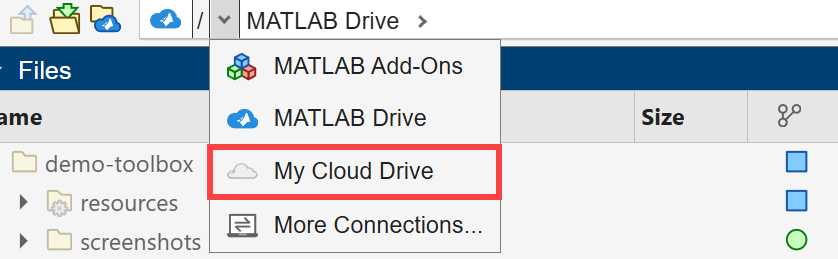 / MATLAB Drive
MATLAB Add-Ons
Files
MATLAB Drive
ame Size
My Cloud Drive
demo-toolbox
resources
More Connections...
screenshots